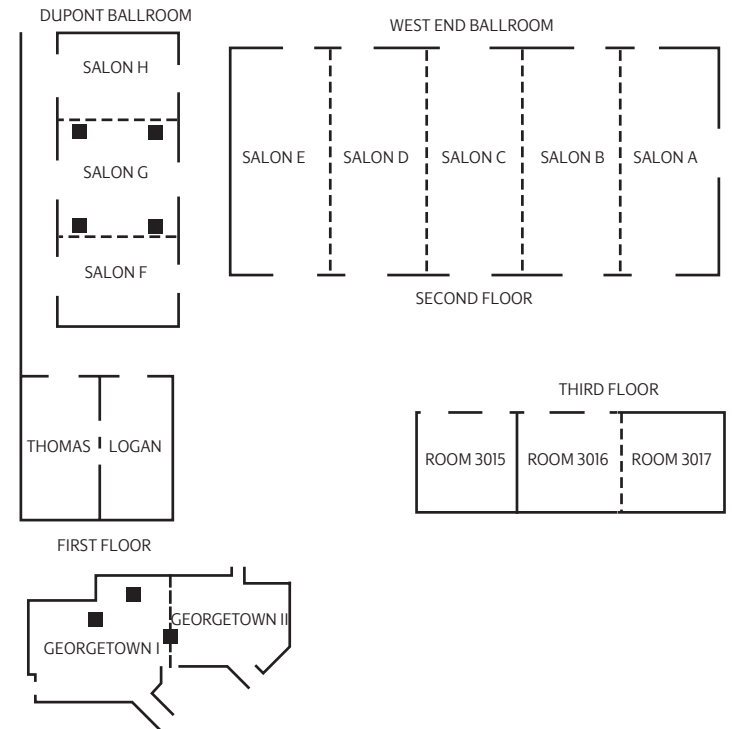 DUPONT BALLROOM
SALON H
SALON G
SALON F
THOMAS
LOGAN
WEST END BALLROOM
SALON E
SALON D
SALON C
SALON B
SALON A
SECOND FLOOR
THIRD FLOOR
ROOM 3015
ROOM 3016
ROOM 3017
FIRST FLOOR
GEORGETOWN I
GEORGETOWN II